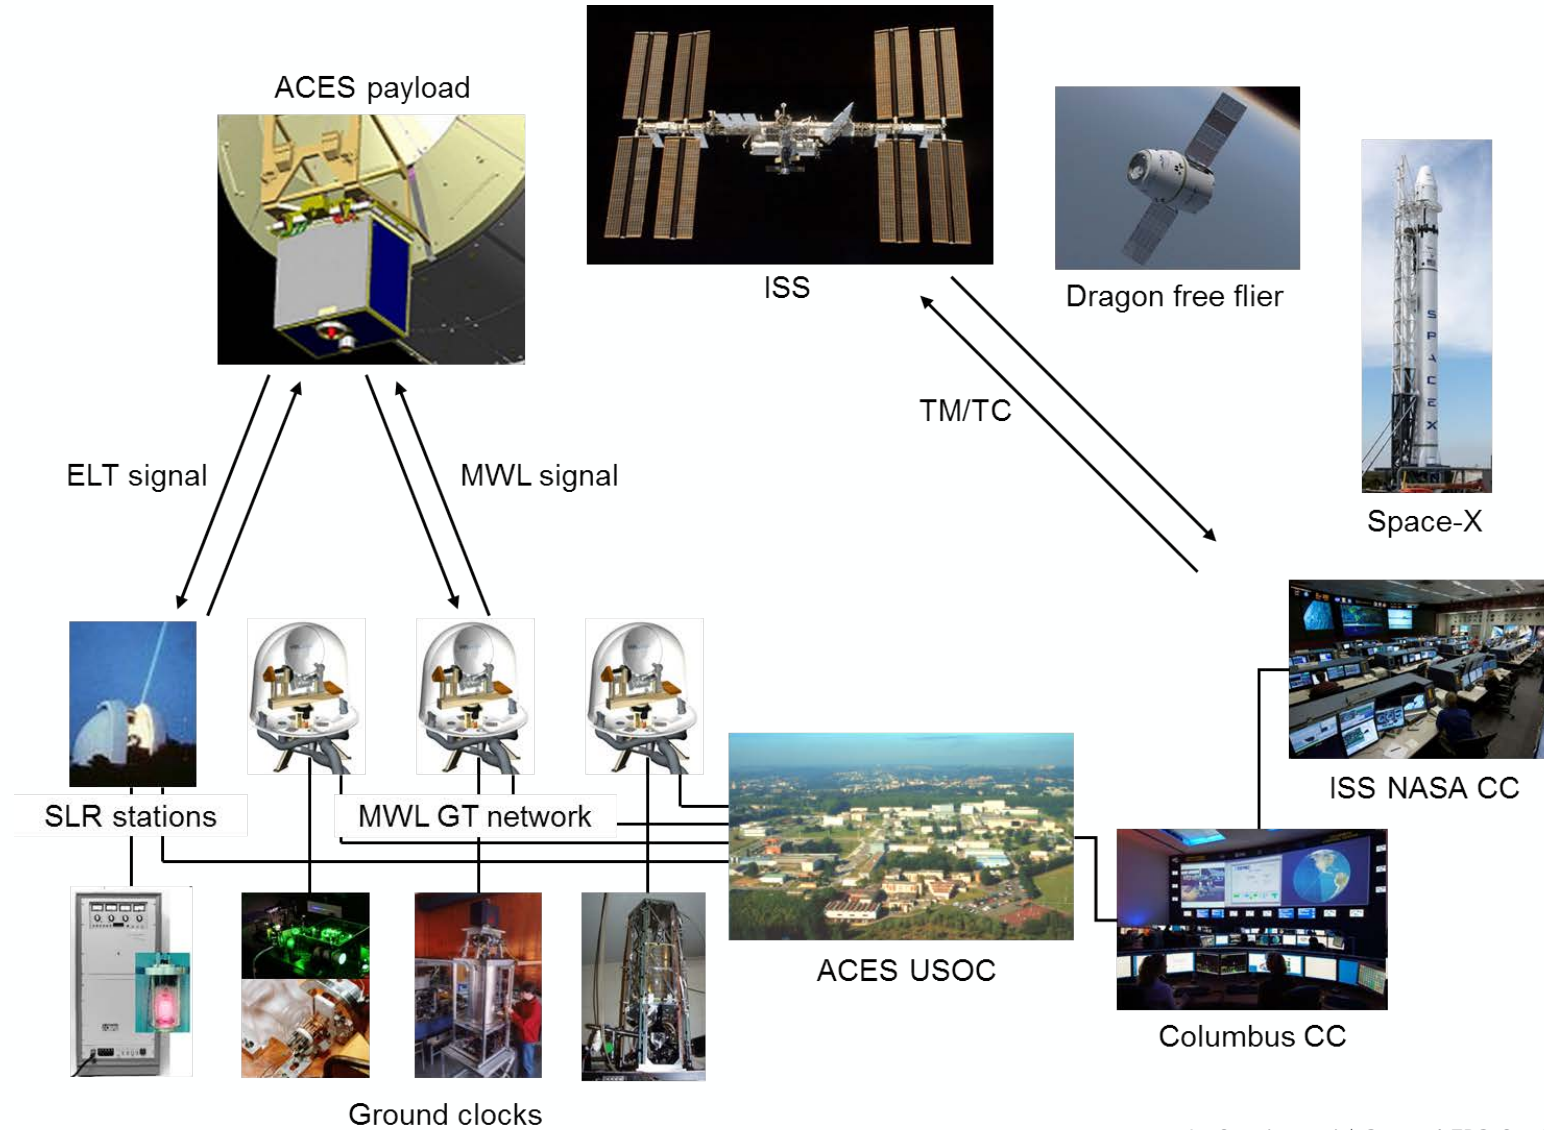 ACES payload
ISS
Dragon free flier
SPACEX
Space-X
TM/TC
ELT signal
MWL signal
SLR stations
MWL GT network
ISS NASA CC
ACES USOC
Columbus CC
Ground clocks